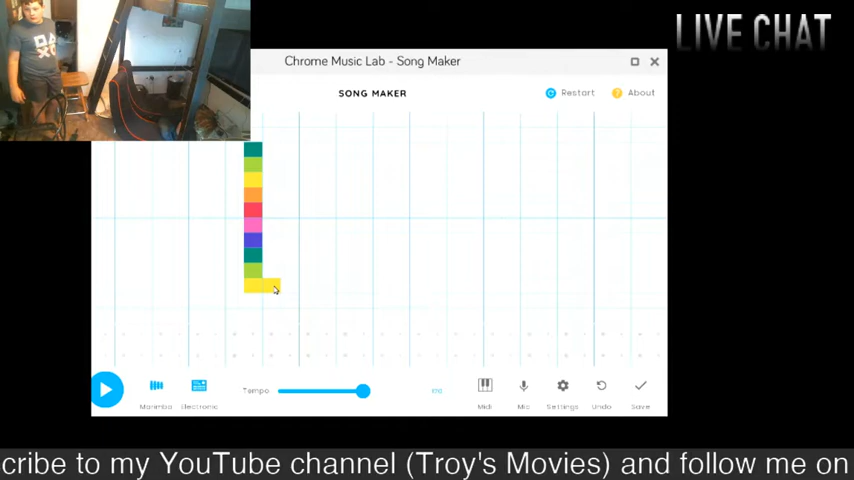 LIVE CHAT
Chrome Music Lab - Song Maker
SONG MAKER
Restart
? About
Marimba
Electronic
Tempo
Midi
Mic
Settings
Undo
Save
cribe to my YouTube channel (Troy's Movies) and follow me on